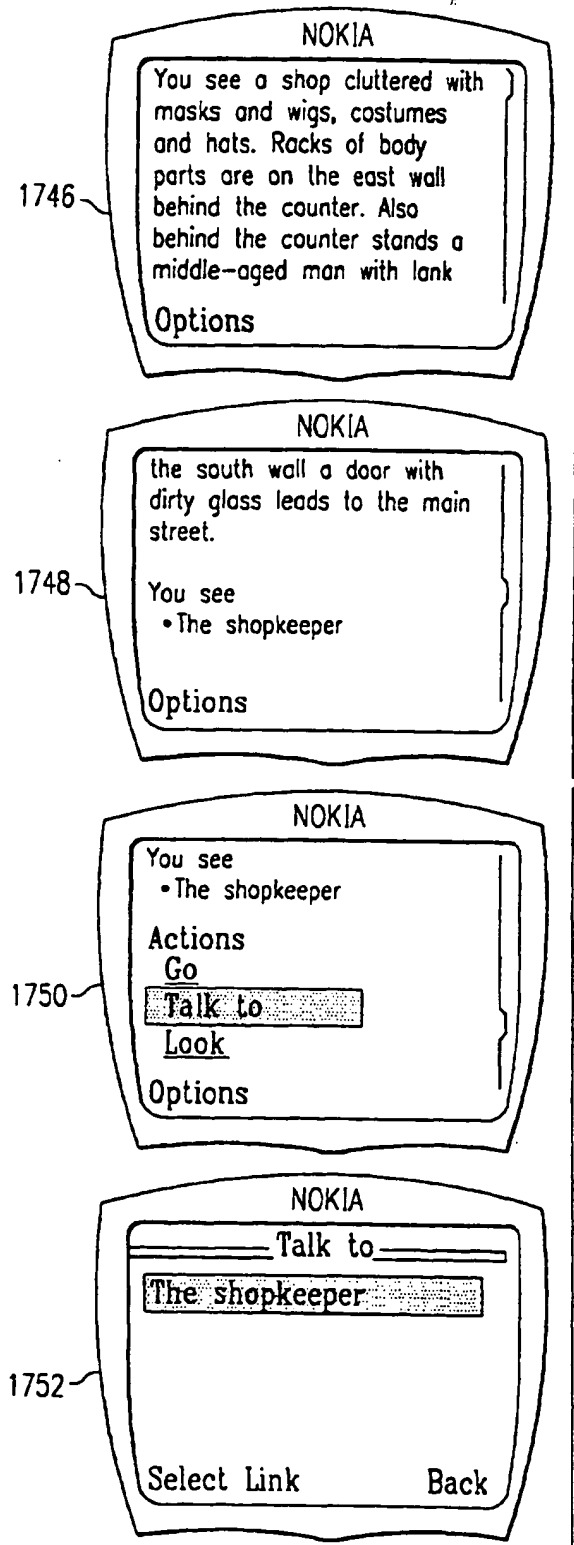 NOKIA
You see a shop cluttered with
masks and wigs, costumes
and hats. Racks of body
parts are on the east wall
behind the counter. Also
behind the counter stands a
middle-aged man with lank
Options
1746
NOKIA
the south wall a door with
dirty glass leads to the main
street.
You see
•The shopkeeper
Options
1748
NOKIA
You see
•The shopkeeper
Actions
Go
Talk to
Look
Options
1750
NOKIA
Talk to
The shopkeeper
Select Link Back
1752